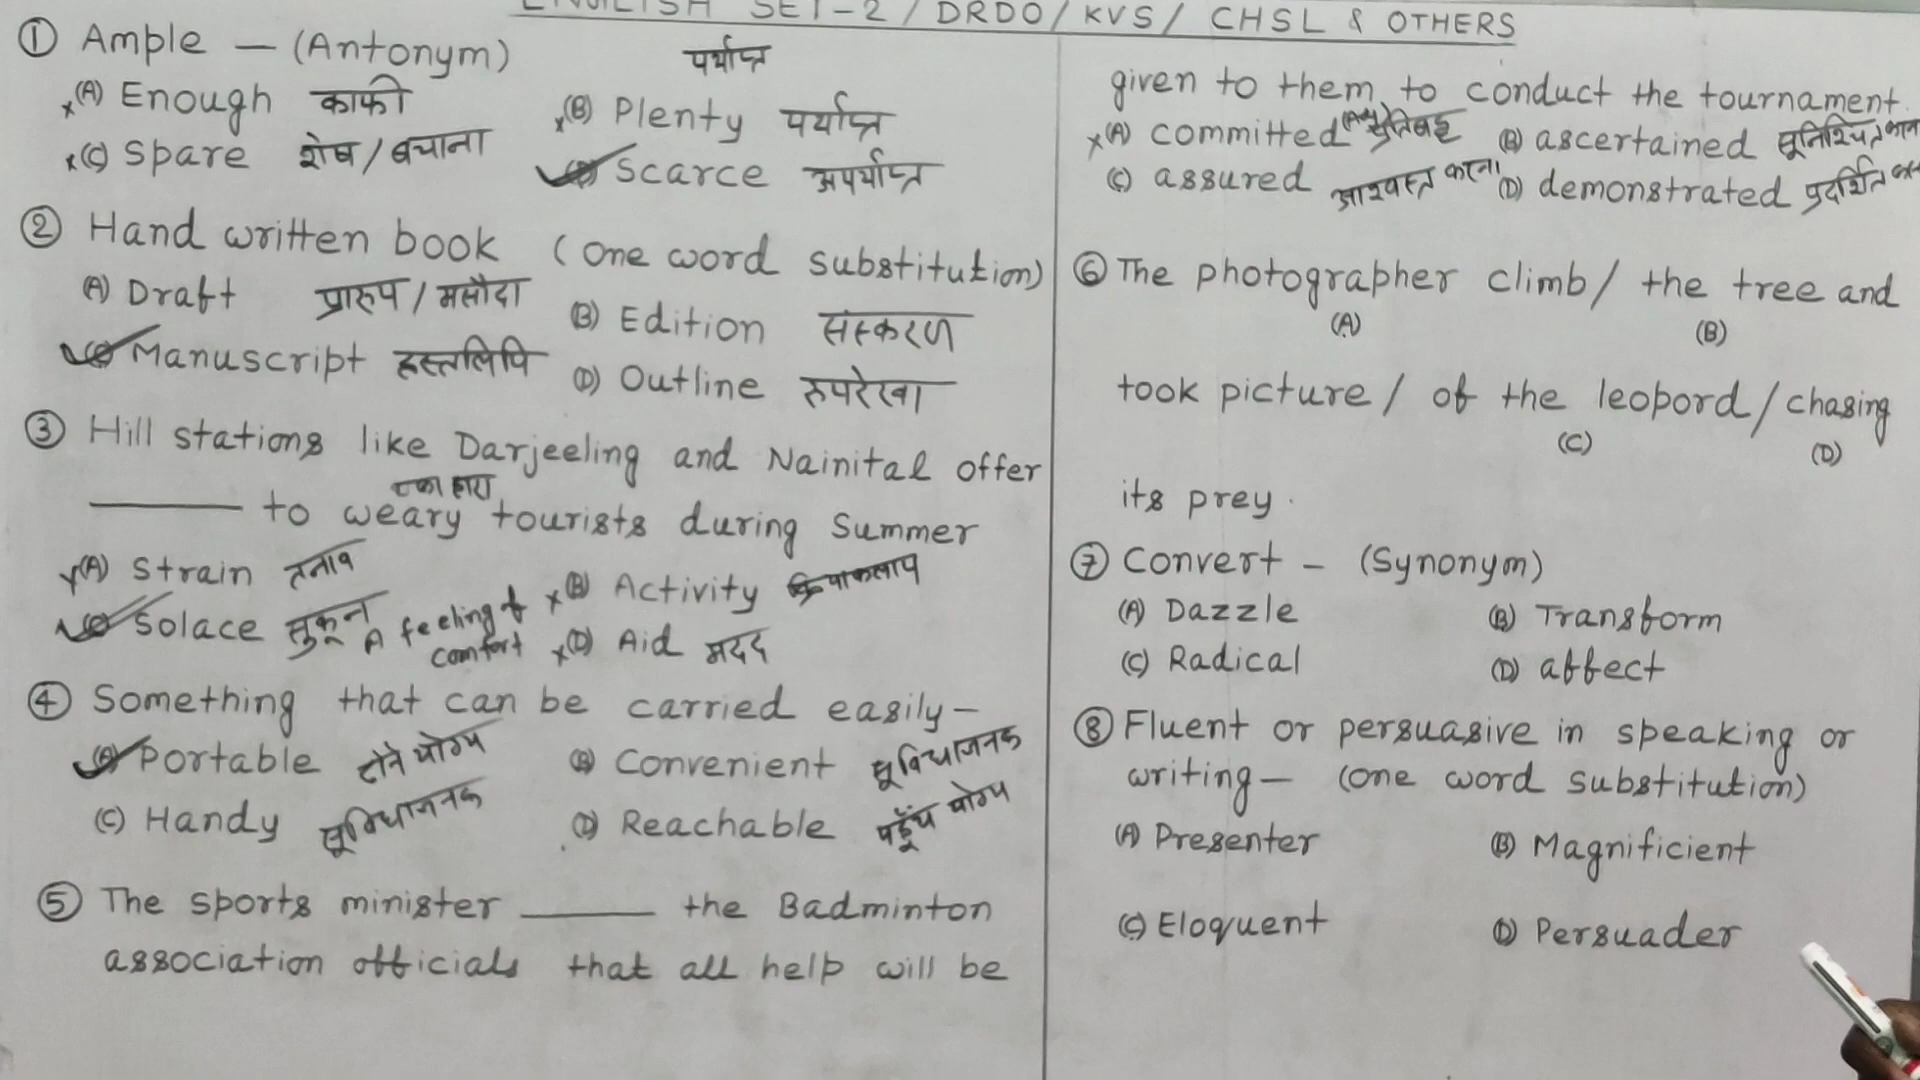 ENGLISH SET-2 / DRDO / KVS / CHSL & OTHERS
① Ample — (Antonym) पर्याप्त
(A) Enough काफी (B) Plenty पर्याप्त
(C) Spare शेष / बचाना (D) Scarce अपर्याप्त
② Hand written book (One word substitution)
(A) Draft प्रारूप / मसौदा (B) Edition संस्करण
(C) Manuscript हस्तलिपि (D) Outline रुपरेखा
③ Hill stations like Darjeeling and Nainital offer
थका हारा
______ to weary tourists during Summer
(A) Strain तनाव (B) Activity क्रियाकलाप
(C) Solace सुकून A feeling of comfort (D) Aid मदद
④ Something that can be carried easily —
(A) Portable ढोने योग्य (B) Convenient सूविधाजनक
(C) Handy सूविधाजनक (D) Reachable पहूँच योग्य
⑤ The sports minister ______ the Badminton
association officials that all help will be
given to them to conduct the tournament.
(A) committed प्रतिबद्ध (B) ascertained सूनिश्चित
(C) assured आश्वस्त करना (D) demonstrated प्रदर्शित
⑥ The photographer climb / the tree and
(A) (B)
took picture / of the leopord / chasing
(C) (D)
its prey.
⑦ Convert — (Synonym)
(A) Dazzle (B) Transform
(C) Radical (D) affect
⑧ Fluent or persuasive in speaking or
writing — (one word substitution)
(A) Presenter (B) Magnificient
(C) Eloquent (D) Persuader